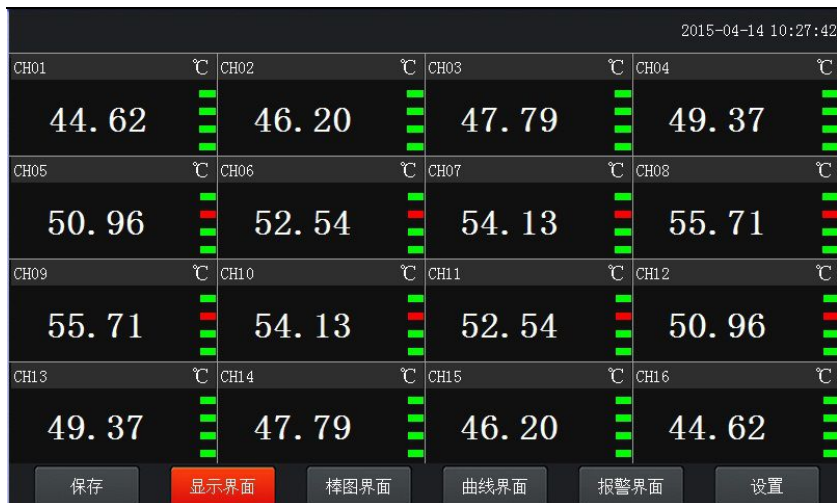 2015-04-14 10:27:42
CH01 ℃ CH02 ℃ CH03 ℃ CH04 ℃
44.62 46.20 47.79 49.37
CH05 ℃ CH06 ℃ CH07 ℃ CH08 ℃
50.96 52.54 54.13 55.71
CH09 ℃ CH10 ℃ CH11 ℃ CH12 ℃
55.71 54.13 52.54 50.96
CH13 ℃ CH14 ℃ CH15 ℃ CH16 ℃
49.37 47.79 46.20 44.62
保存 显示界面 棒图界面 曲线界面 报警界面 设置